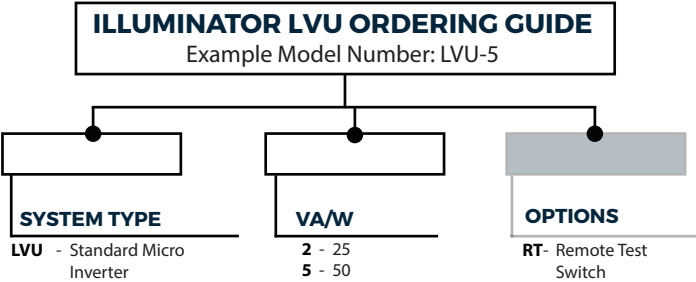 ILLUMINATOR LVU ORDERING GUIDE
Example Model Number: LVU-5
SYSTEM TYPE
LVU - Standard Micro
Inverter
VA/W
2 - 25
5 - 50
OPTIONS
RT- Remote Test
Switch